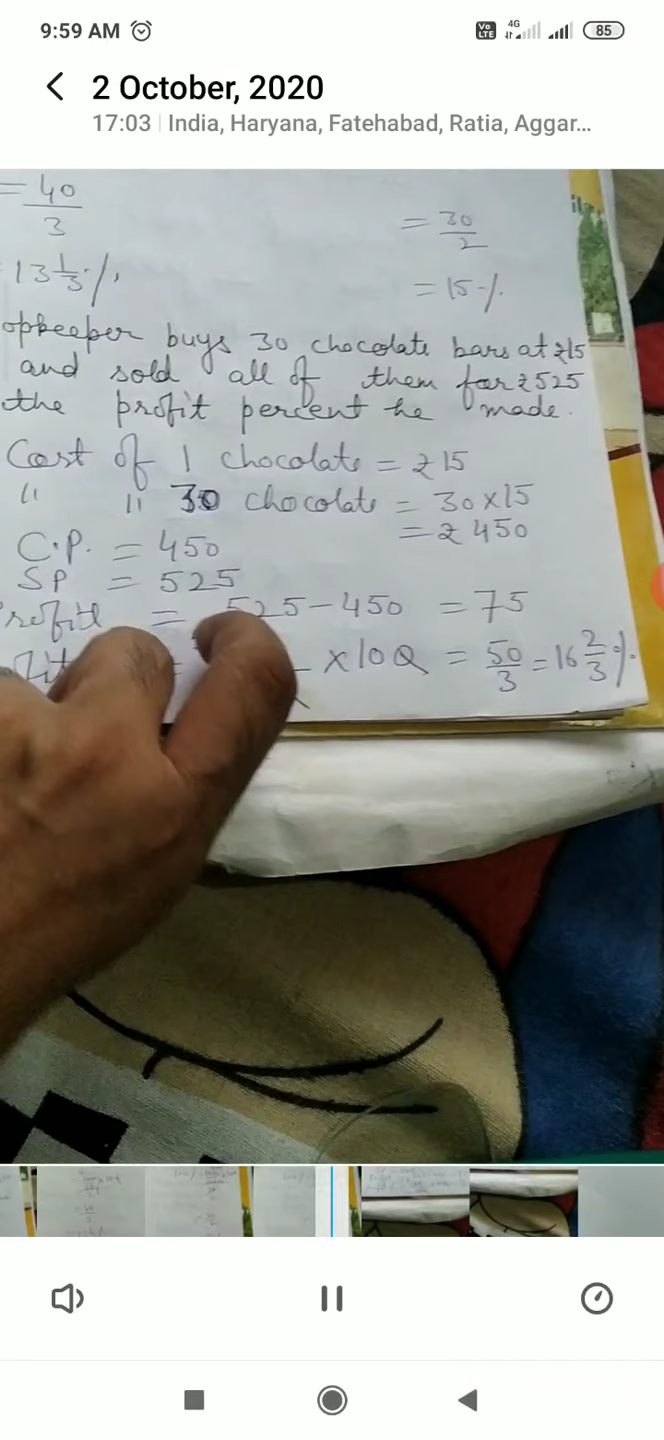 9:59 AM
Vo LTE 4G 85
2 October, 2020
17:03 | India, Haryana, Fatehabad, Ratia, Aggar...
= 40/3
= 30/2
13 1/3 %
= 15 %
opkeeper buys 30 chocolate bars at ₹15
and sold all of them for ₹525
the profit percent he made.
Cost of 1 chocolate = ₹15
" " 30 chocolate = 30×15
= ₹450
C.P. = 450
SP = 525
rofit = 525-450 = 75
×100 = 50/3 = 16 2/3 %